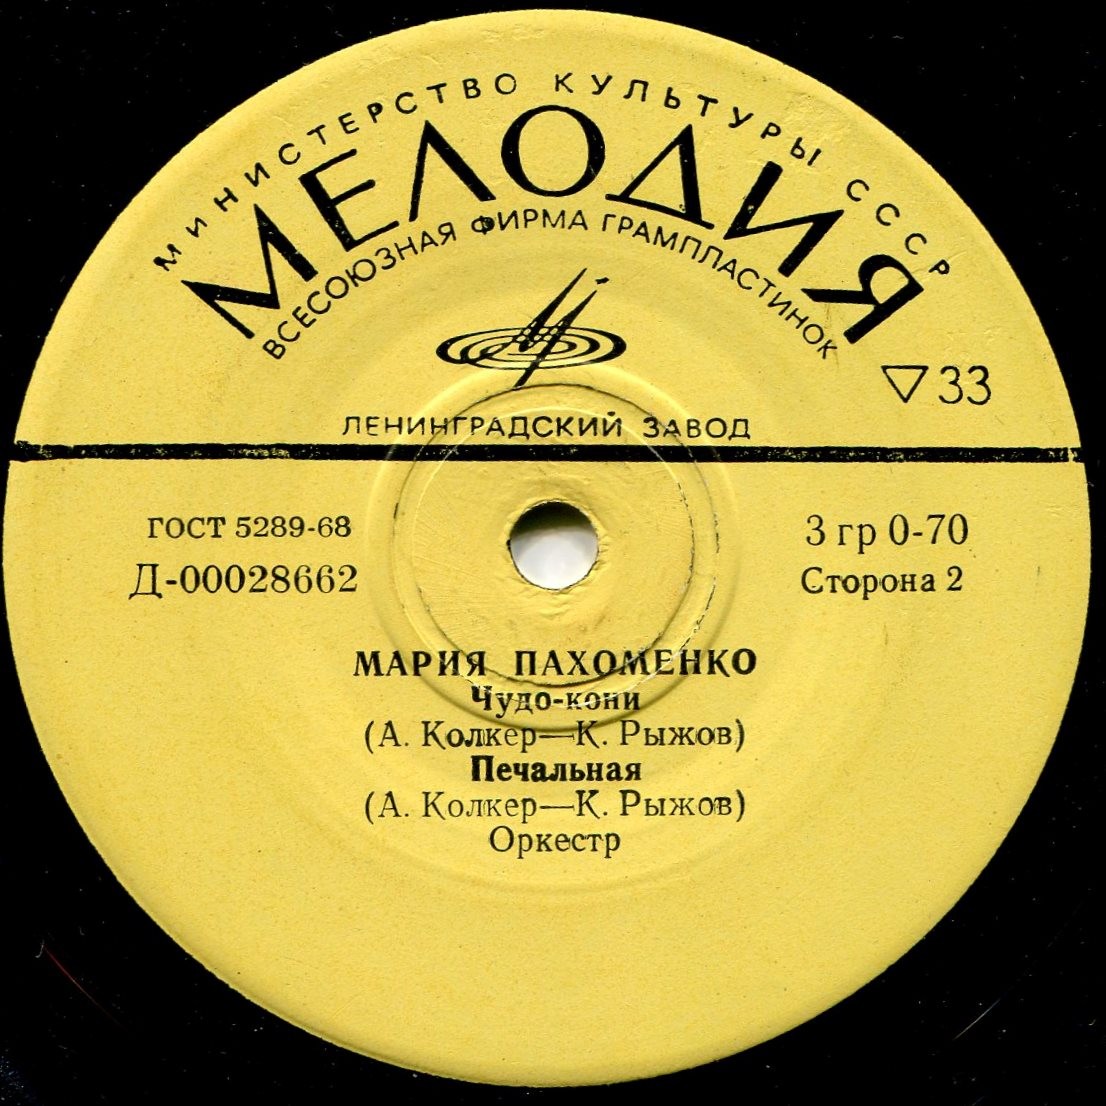 МИНИСТЕРСТВО КУЛЬТУРЫ СССР
МЕЛОДИЯ
ВСЕСОЮЗНАЯ ФИРМА ГРАМПЛАСТИНОК
▽ 33
ЛЕНИНГРАДСКИЙ ЗАВОД
ГОСТ 5289-68
Д-00028662
3 гр 0-70
Сторона 2
МАРИЯ ПАХОМЕНКО
Чудо-кони
(А. Колкер—К. Рыжов)
Печальная
(А. Колкер—К. Рыжов)
Оркестр